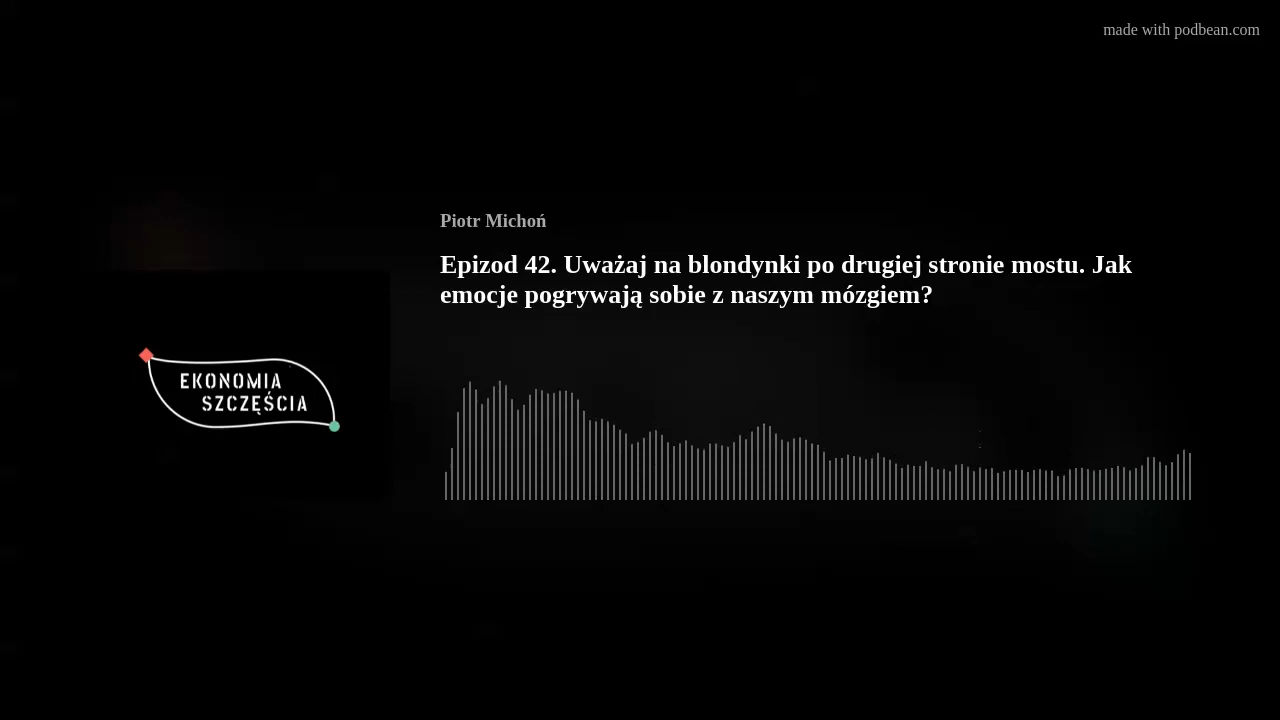 made with podbean.com
Piotr Michoń
Epizod 42. Uważaj na blondynki po drugiej stronie mostu. Jak
emocje pogrywają sobie z naszym mózgiem?
EKONOMIA
SZCZĘŚCIA